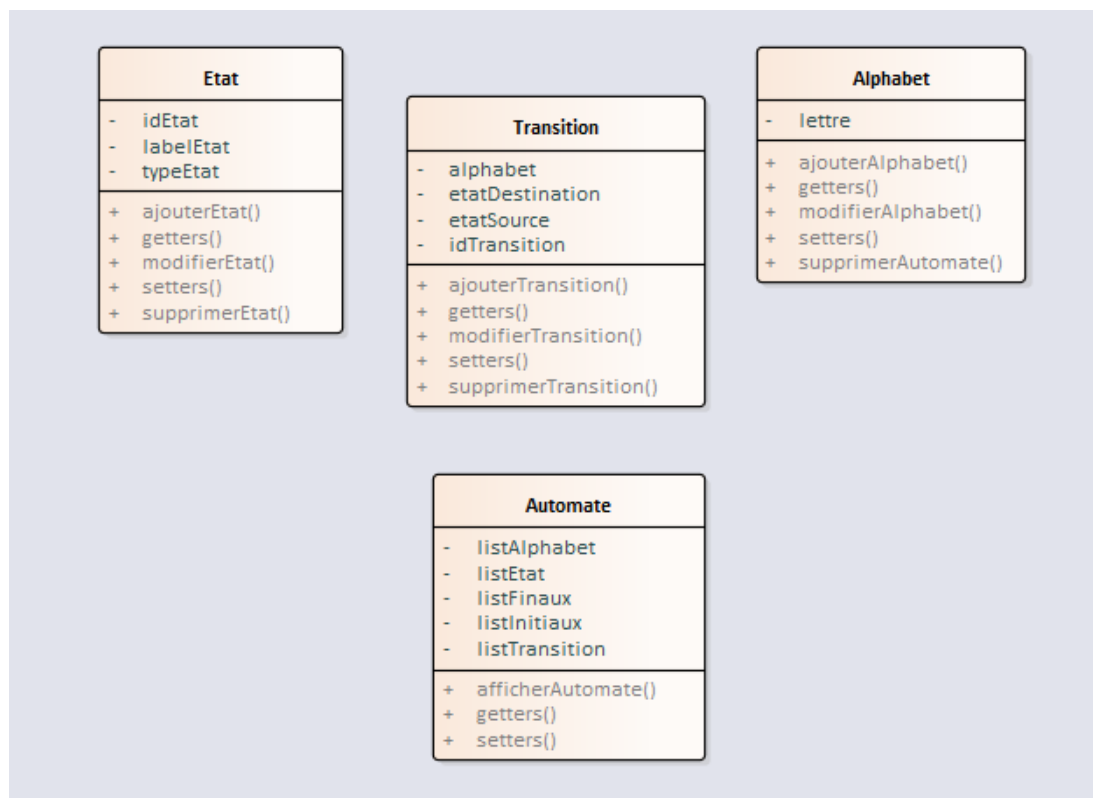 Etat
- idEtat
- labelEtat
- typeEtat
+ ajouterEtat()
+ getters()
+ modifierEtat()
+ setters()
+ supprimerEtat()
Transition
- alphabet
- etatDestination
- etatSource
- idTransition
+ ajouterTransition()
+ getters()
+ modifierTransition()
+ setters()
+ supprimerTransition()
Alphabet
- lettre
+ ajouterAlphabet()
+ getters()
+ modifierAlphabet()
+ setters()
+ supprimerAutomate()
Automate
- listAlphabet
- listEtat
- listFinaux
- listInitiaux
- listTransition
+ afficherAutomate()
+ getters()
+ setters()